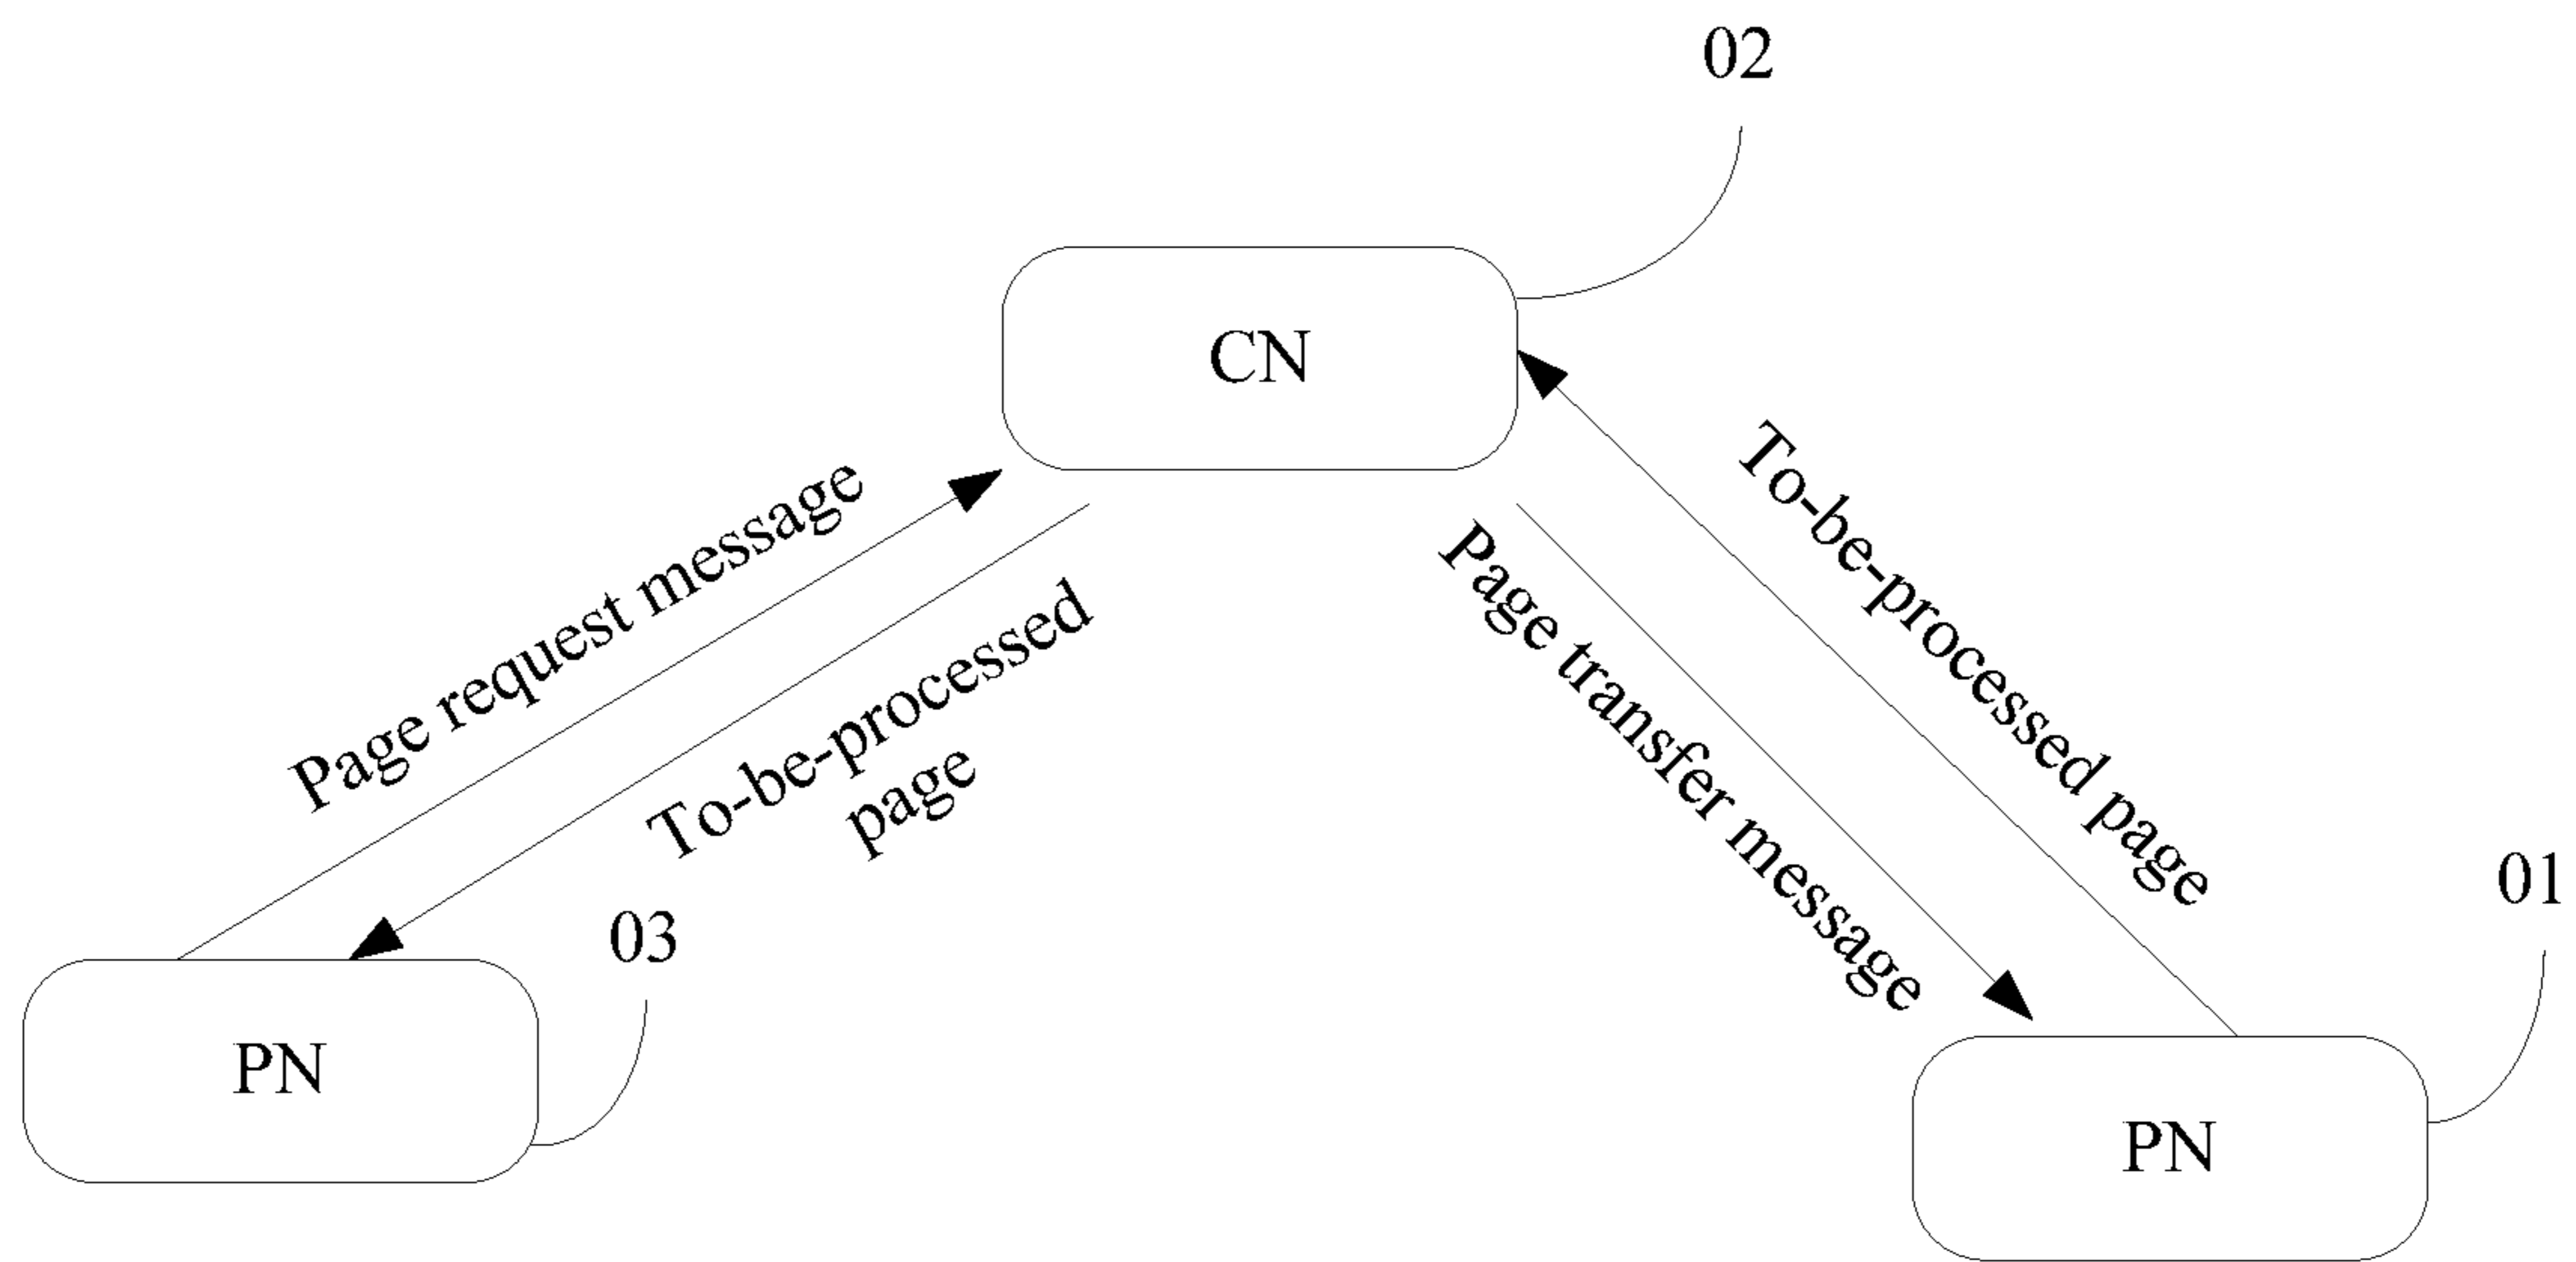 02
CN
Page request message
To-be-processed
page
Page transfer message
To-be-processed page
03
01
PN
PN